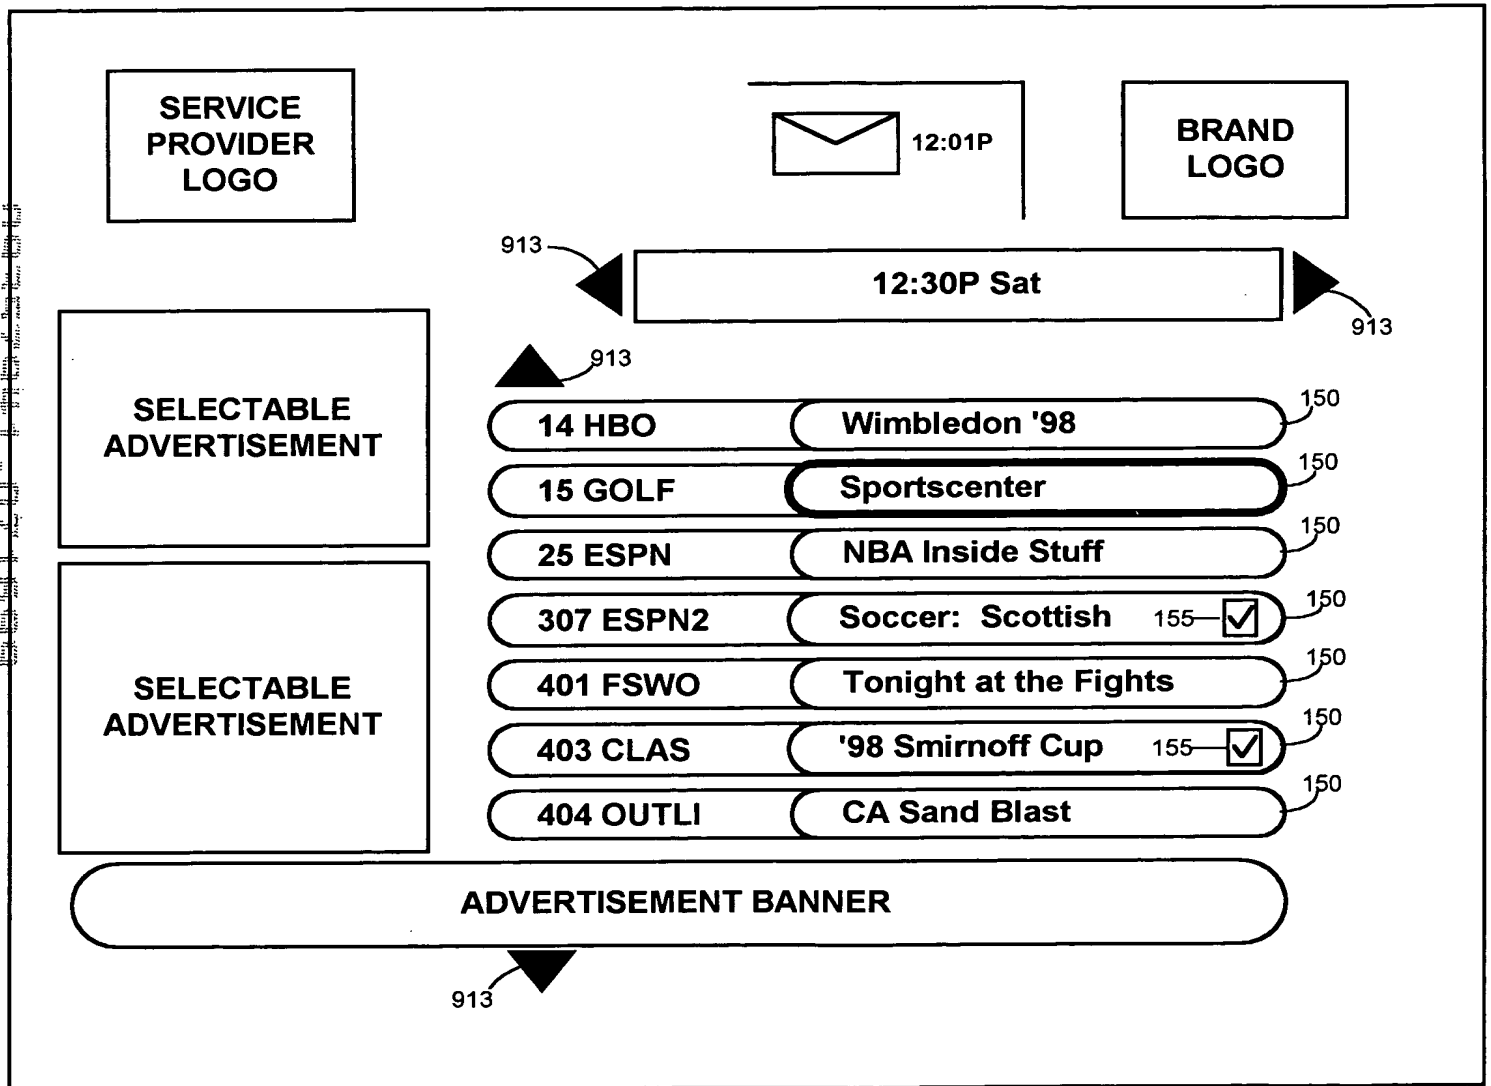 SERVICE
PROVIDER
LOGO
12:01P
BRAND
LOGO
913
12:30P Sat
913
913
SELECTABLE
ADVERTISEMENT
14 HBO Wimbledon '98 150
15 GOLF Sportscenter 150
25 ESPN NBA Inside Stuff 150
307 ESPN2 Soccer: Scottish 155 150
401 FSWO Tonight at the Fights 150
SELECTABLE
ADVERTISEMENT
403 CLAS '98 Smirnoff Cup 155 150
404 OUTLI CA Sand Blast 150
ADVERTISEMENT BANNER
913